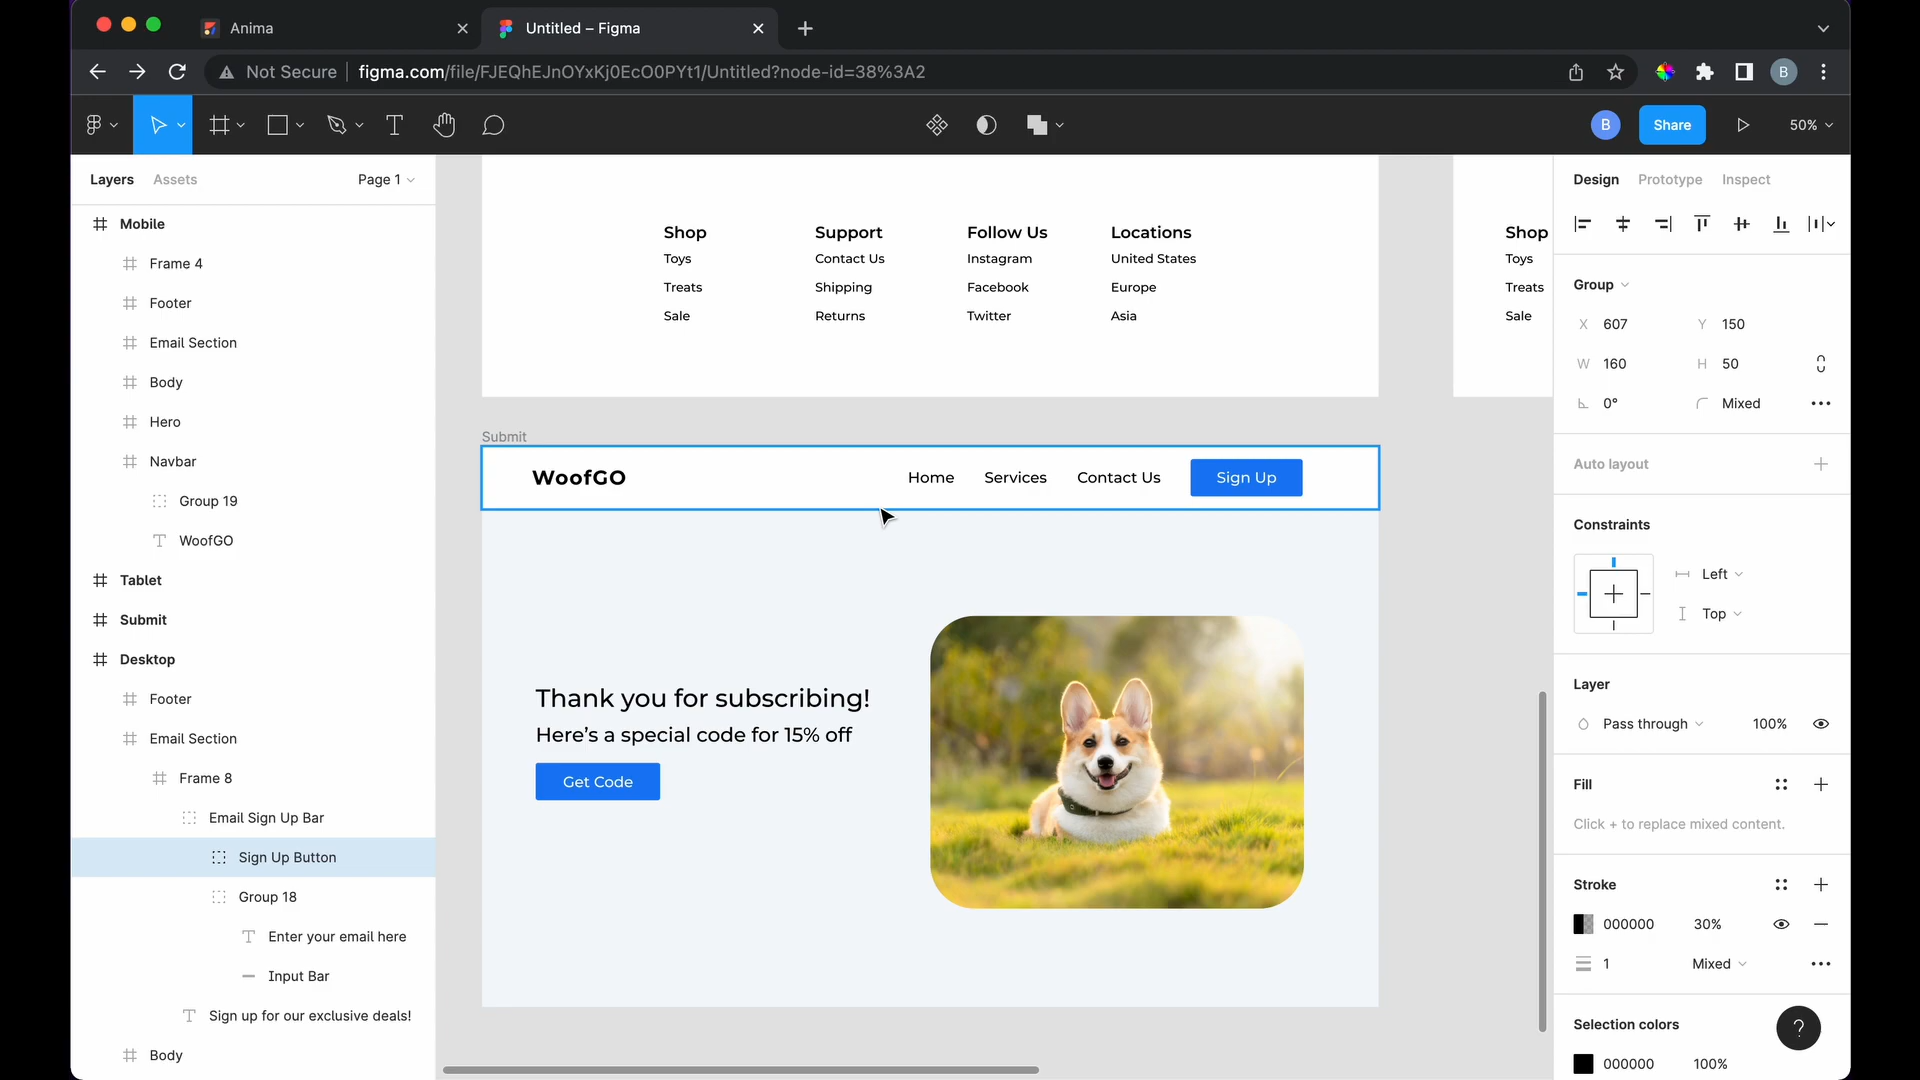 Anima
Untitled – Figma
Not Secure
figma.com/file/FJEQhEJnOYxKj0EcO0PYt1/Untitled?node-id=38%3A2
B
B
Share
50%
Layers
Assets
Page 1
Mobile
Frame 4
Footer
Email Section
Body
Hero
Navbar
Group 19
WoofGO
Tablet
Submit
Desktop
Footer
Email Section
Frame 8
Email Sign Up Bar
Sign Up Button
Group 18
Enter your email here
Input Bar
Sign up for our exclusive deals!
Body
Shop
Support
Follow Us
Locations
Toys
Contact Us
Instagram
United States
Treats
Shipping
Facebook
Europe
Sale
Returns
Twitter
Asia
Shop
Toys
Treats
Sale
Submit
WoofGO
Home
Services
Contact Us
Sign Up
Thank you for subscribing!
Here's a special code for 15% off
Get Code
Design
Prototype
Inspect
Group
X 607
Y 150
W 160
H 50
0°
Mixed
Auto layout
Constraints
Left
Top
Layer
Pass through
100%
Fill
Click + to replace mixed content.
Stroke
000000
30%
1
Mixed
Selection colors
000000
100%
?